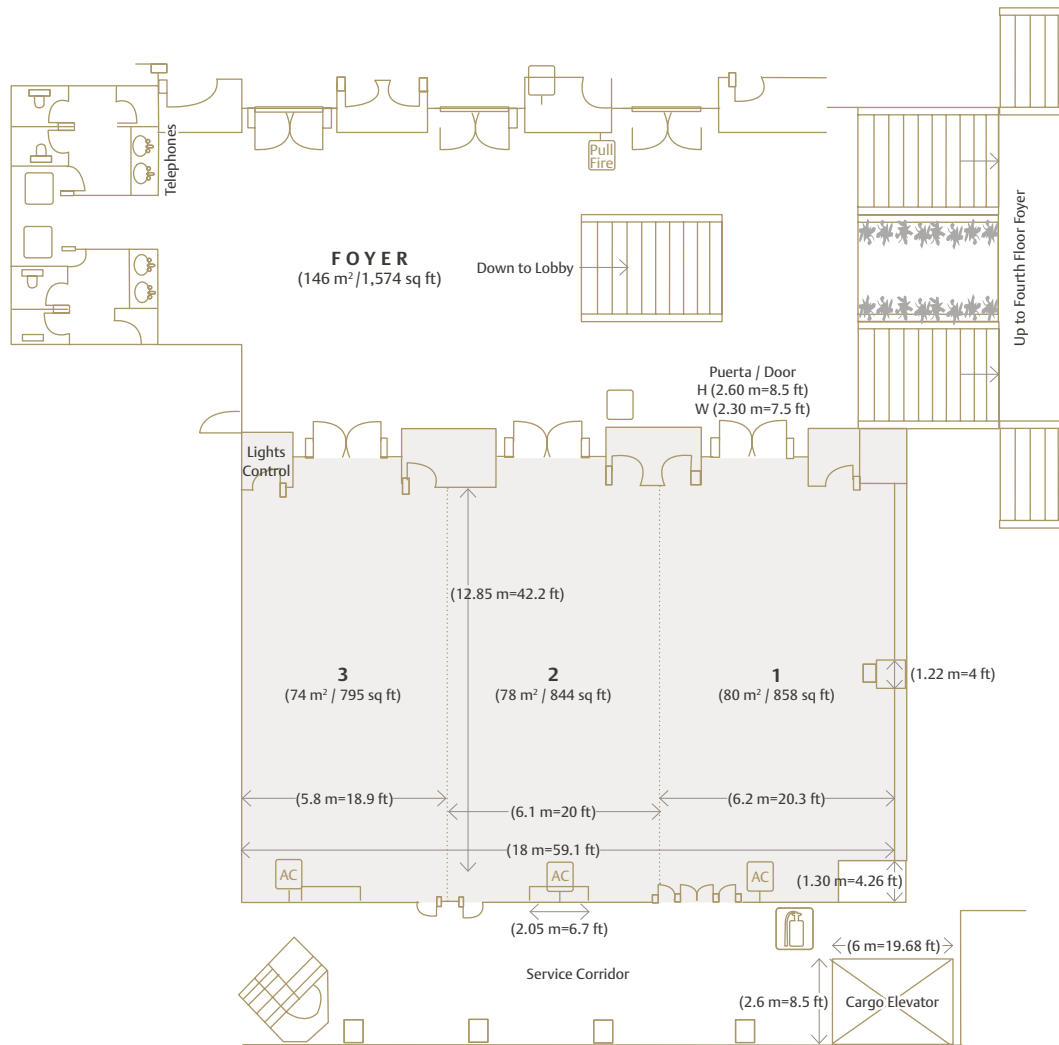 Telephones
Pull
Fire
FOYER
(146 m²/1,574 sq ft)
Down to Lobby
Up to Fourth Floor Foyer
Puerta / Door
H (2.60 m=8.5 ft)
W (2.30 m=7.5 ft)
Lights
Control
(12.85 m=42.2 ft)
3
(74 m² / 795 sq ft)
2
(78 m² / 844 sq ft)
1
(80 m² / 858 sq ft)
(1.22 m=4 ft)
(5.8 m=18.9 ft)
(6.1 m=20 ft)
(6.2 m=20.3 ft)
(18 m=59.1 ft)
AC
AC
AC
(1.30 m=4.26 ft)
(2.05 m=6.7 ft)
(6 m=19.68 ft)
Service Corridor
(2.6 m=8.5 ft)
Cargo Elevator